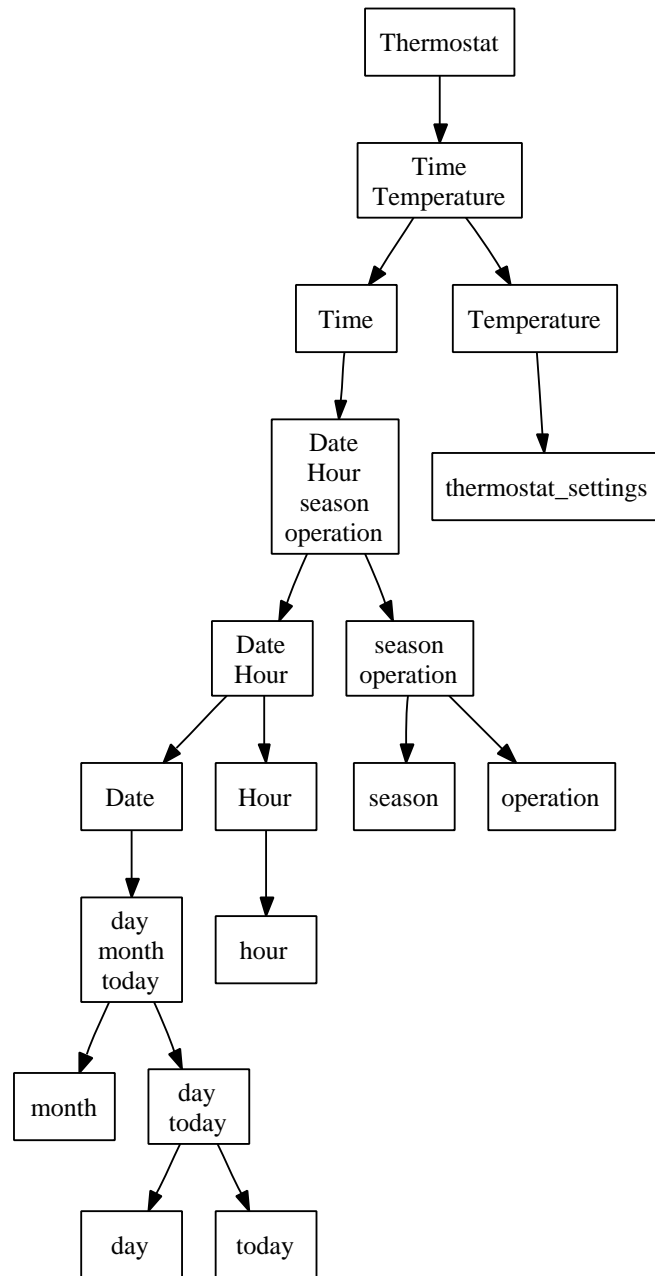 Thermostat
Time
Temperature
Time
Temperature
Date
Hour
season
operation
thermostat_settings
Date
Hour
season
operation
Date
Hour
season
operation
day
month
today
hour
month
day
today
day
today